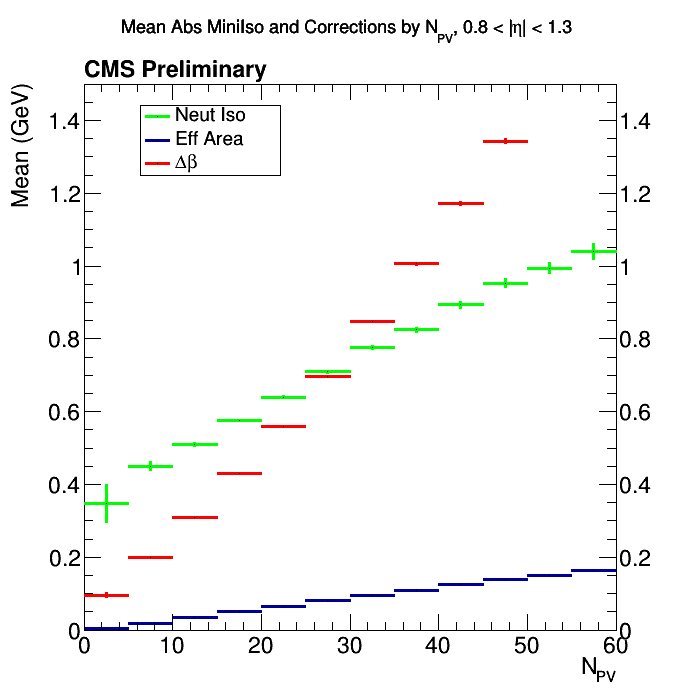 Mean Abs MiniIso and Corrections by N_PV, 0.8 < |η| < 1.3
CMS Preliminary
Mean (GeV)
Neut Iso
Eff Area
Δβ
1.4 1.4
1.2 1.2
1 1
0.8 0.8
0.6 0.6
0.4 0.4
0.2 0.2
0 0
0 10 20 30 40 50 60
N_PV